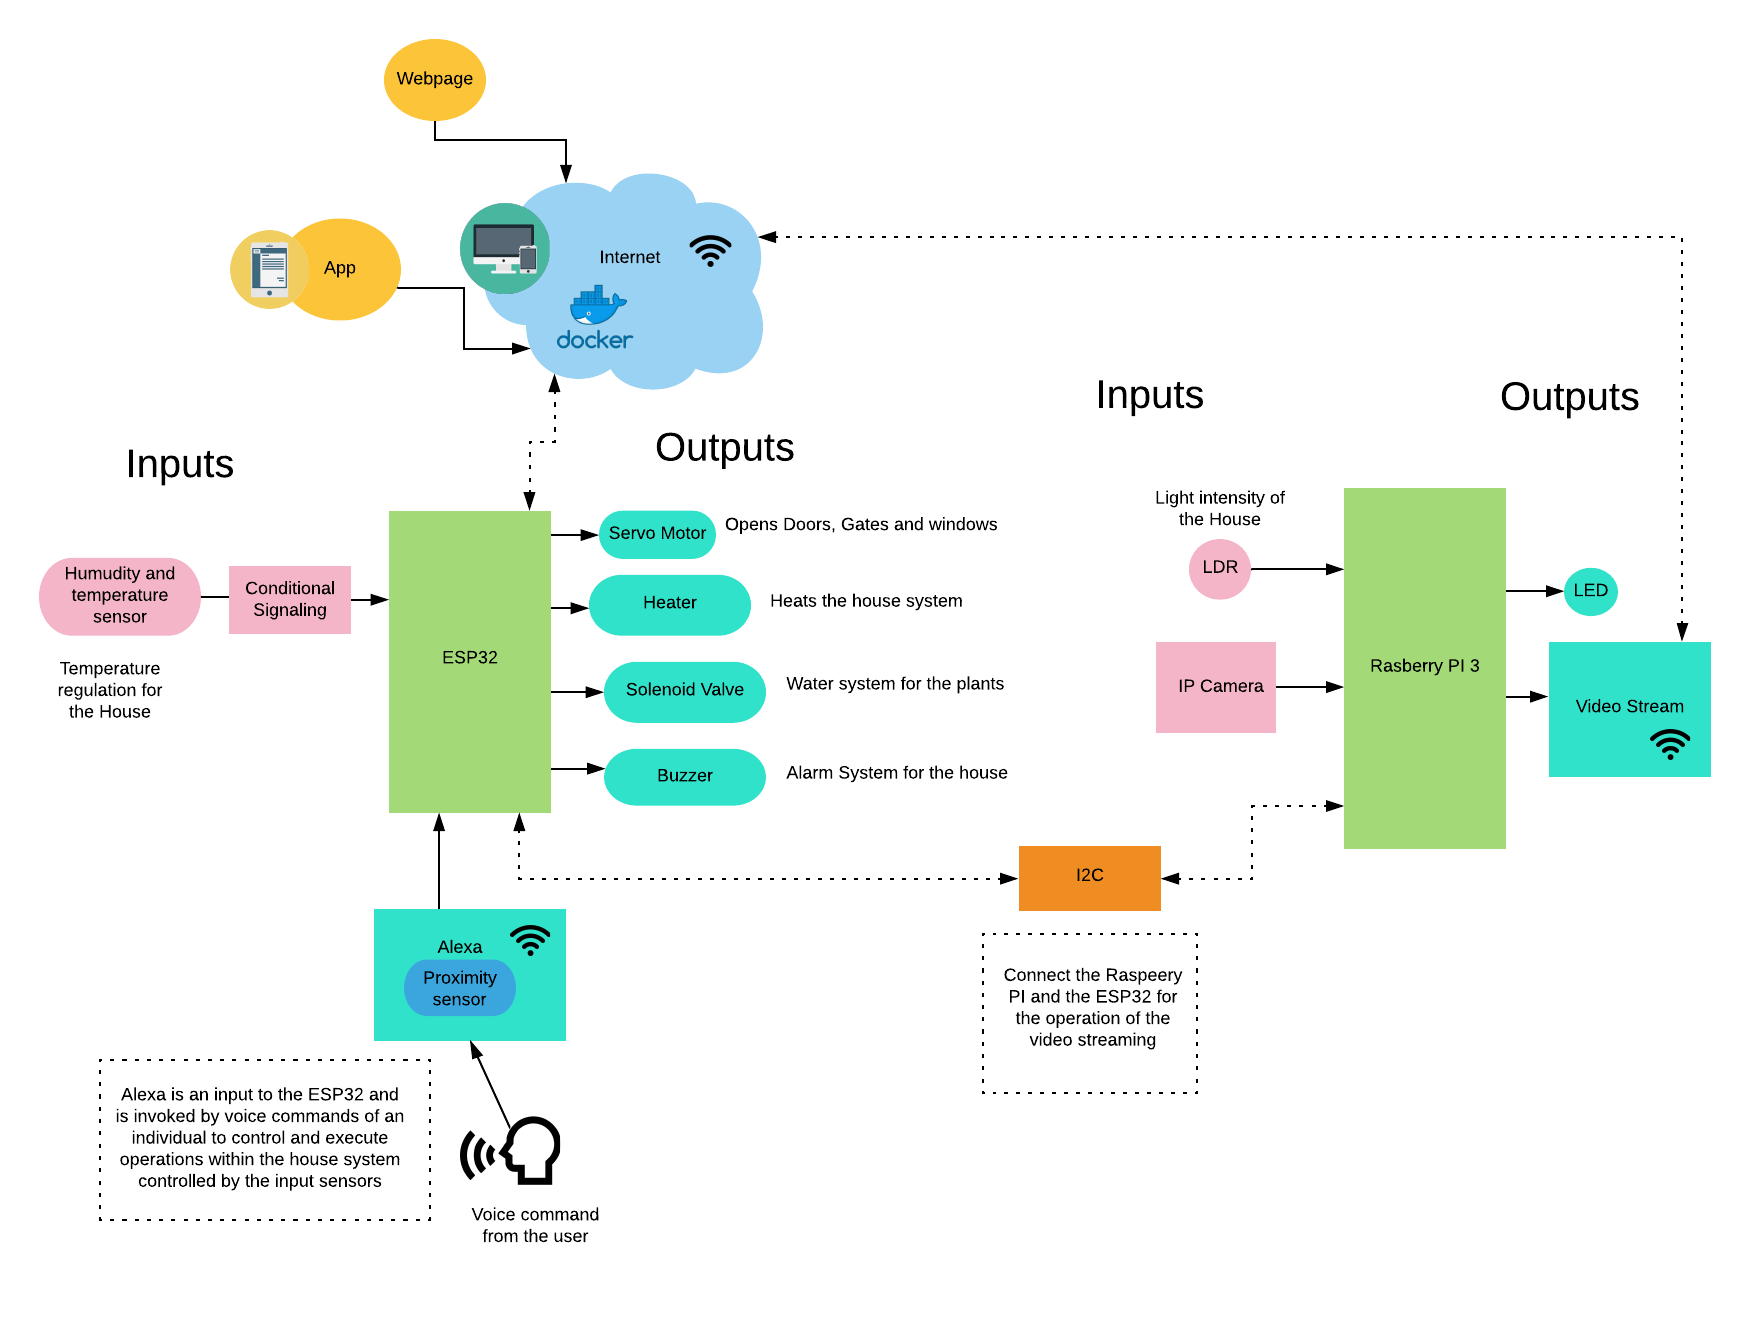 Webpage
App
Internet
docker
Inputs
Outputs
Inputs
Outputs
Humudity and
temperature
sensor
Conditional
Signaling
Temperature
regulation for
the House
ESP32
Servo Motor
Opens Doors, Gates and windows
Heater
Heats the house system
Solenoid Valve
Water system for the plants
Buzzer
Alarm System for the house
Light intensity of
the House
LDR
IP Camera
Rasberry PI 3
LED
Video Stream
I2C
Connect the Raspeery
PI and the ESP32 for
the operation of the
video streaming
Alexa
Proximity
sensor
Alexa is an input to the ESP32 and
is invoked by voice commands of an
individual to control and execute
operations within the house system
controlled by the input sensors
Voice command
from the user